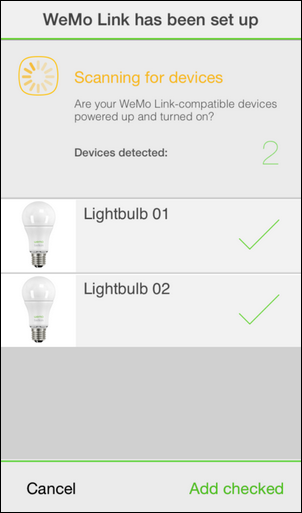 WeMo Link has been set up
Scanning for devices
Are your WeMo Link-compatible devices
powered up and turned on?
Devices detected: 2
Lightbulb 01
Lightbulb 02
Cancel Add checked